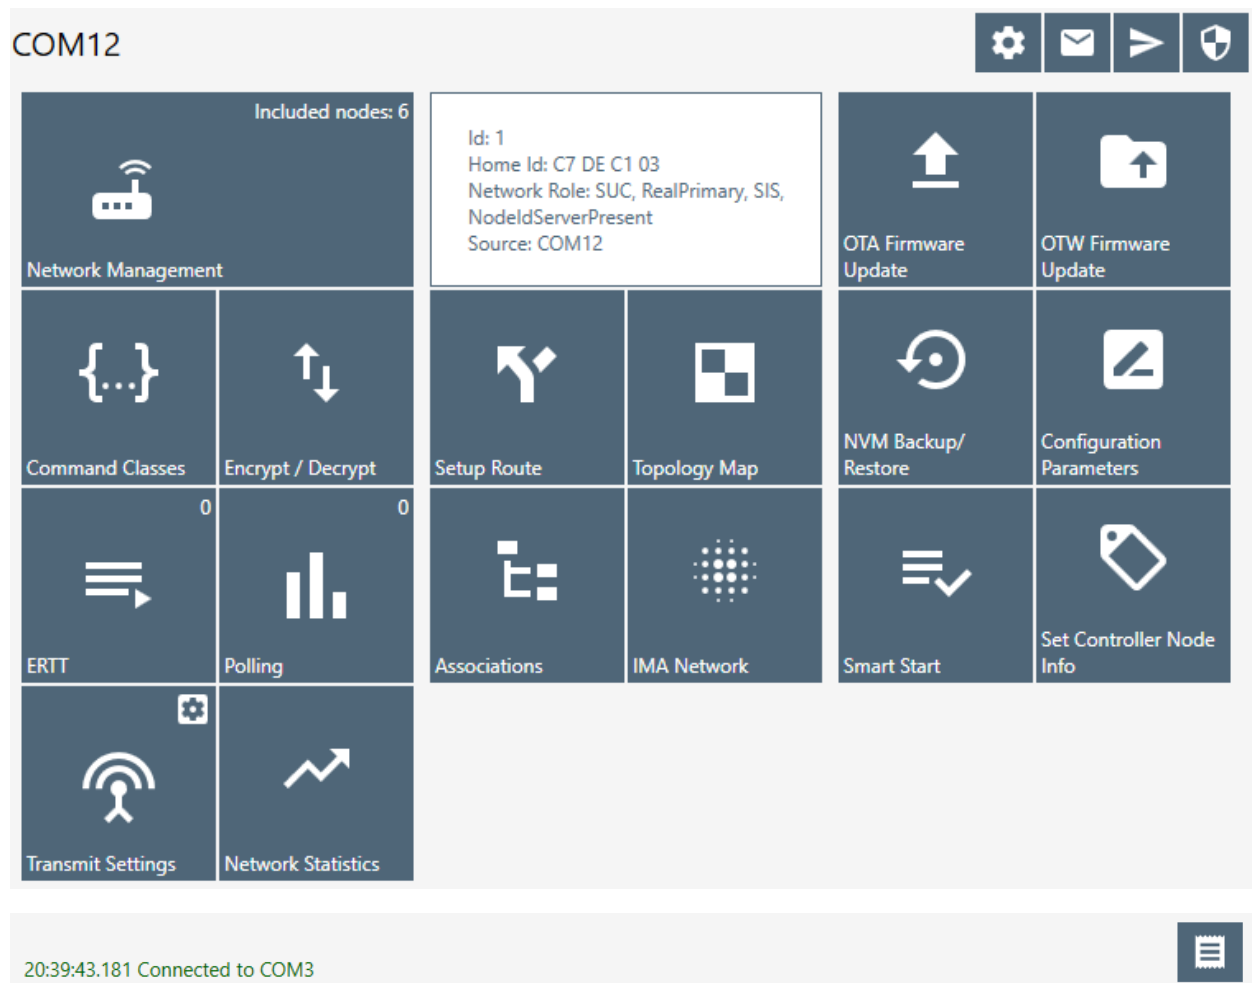 COM12
Included nodes: 6
Network Management
Id: 1
Home Id: C7 DE C1 03
Network Role: SUC, RealPrimary, SIS,
NodeIdServerPresent
Source: COM12
OTA Firmware
Update
OTW Firmware
Update
{...}
Command Classes
Encrypt / Decrypt
Setup Route
Topology Map
NVM Backup/
Restore
Configuration
Parameters
0
ERTT
0
Polling
Associations
IMA Network
Smart Start
Set Controller Node
Info
Transmit Settings
Network Statistics
20:39:43.181 Connected to COM3